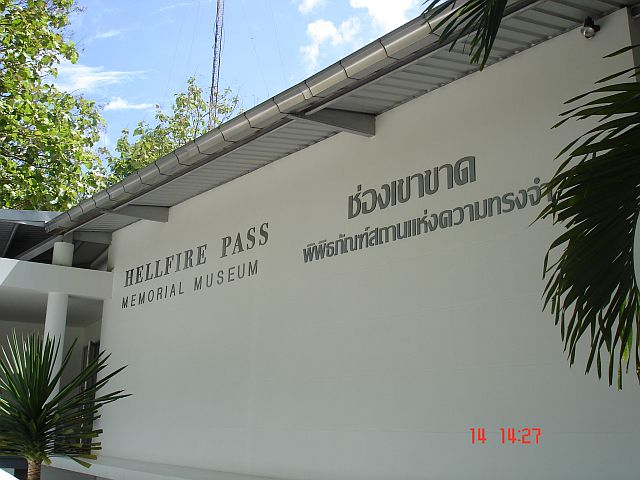 HELLFIRE PASS
MEMORIAL MUSEUM
ช่องเขาขาด
พิพิธภัณฑ์สถานแห่งความทรงจำ
14 14:27